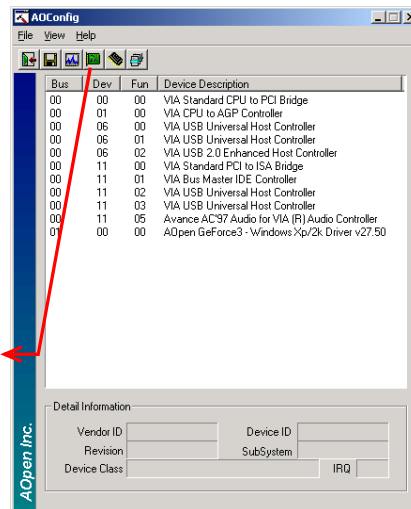 AOConfig
File View Help
Bus Dev Fun Device Description
00 00 00 VIA Standard CPU to PCI Bridge
00 01 00 VIA CPU to AGP Controller
00 06 00 VIA USB Universal Host Controller
00 06 01 VIA USB Universal Host Controller
00 06 02 VIA USB 2.0 Enhanced Host Controller
00 11 00 VIA Standard PCI to ISA Bridge
00 11 01 VIA Bus Master IDE Controller
00 11 02 VIA USB Universal Host Controller
00 11 03 VIA USB Universal Host Controller
00 11 05 Avance AC'97 Audio for VIA (R) Audio Controller
01 00 00 AOpen GeForce3 - Windows Xp/2k Driver v27.50
Detail Information
Vendor ID Device ID
Revision SubSystem
Device Class IRQ
AOpen Inc.